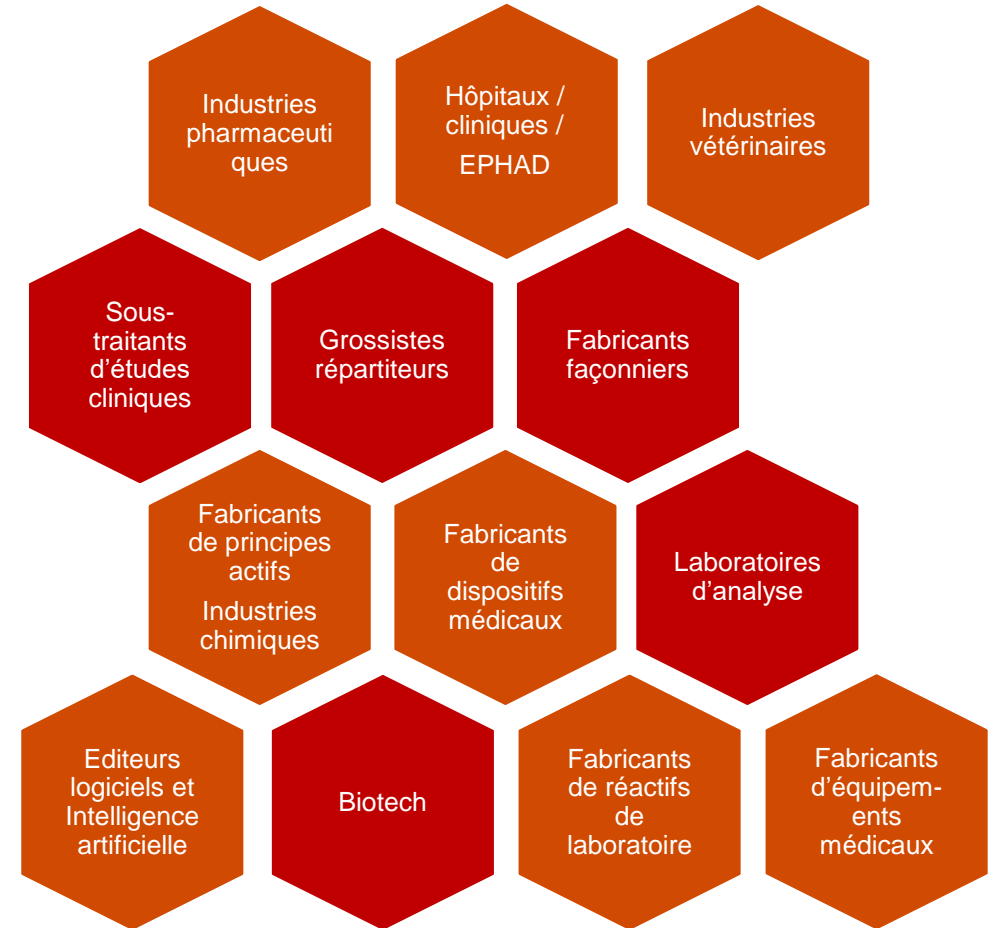 Industries
pharmaceuti
ques
Hôpitaux /
cliniques /
EPHAD
Industries
vétérinaires
Sous-
traitants
d’études
cliniques
Grossistes
répartiteurs
Fabricants
façonniers
Fabricants
de principes
actifs
Industries
chimiques
Fabricants
de
dispositifs
médicaux
Laboratoires
d’analyse
Editeurs
logiciels et
Intelligence
artificielle
Biotech
Fabricants
de réactifs
de
laboratoire
Fabricants
d’équipem-
ents
médicaux